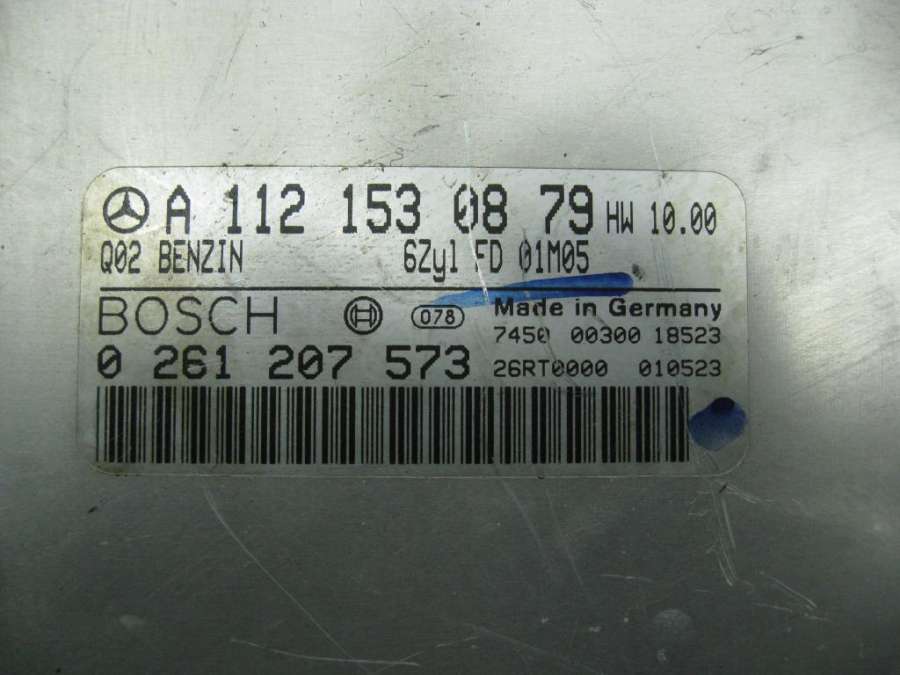 A 112 153 08 79 HW 10.00
Q02 BENZIN 6Zyl FD 01M05
BOSCH 078 Made in Germany
7450 00300 18523
0 261 207 573 26RT0000 010523